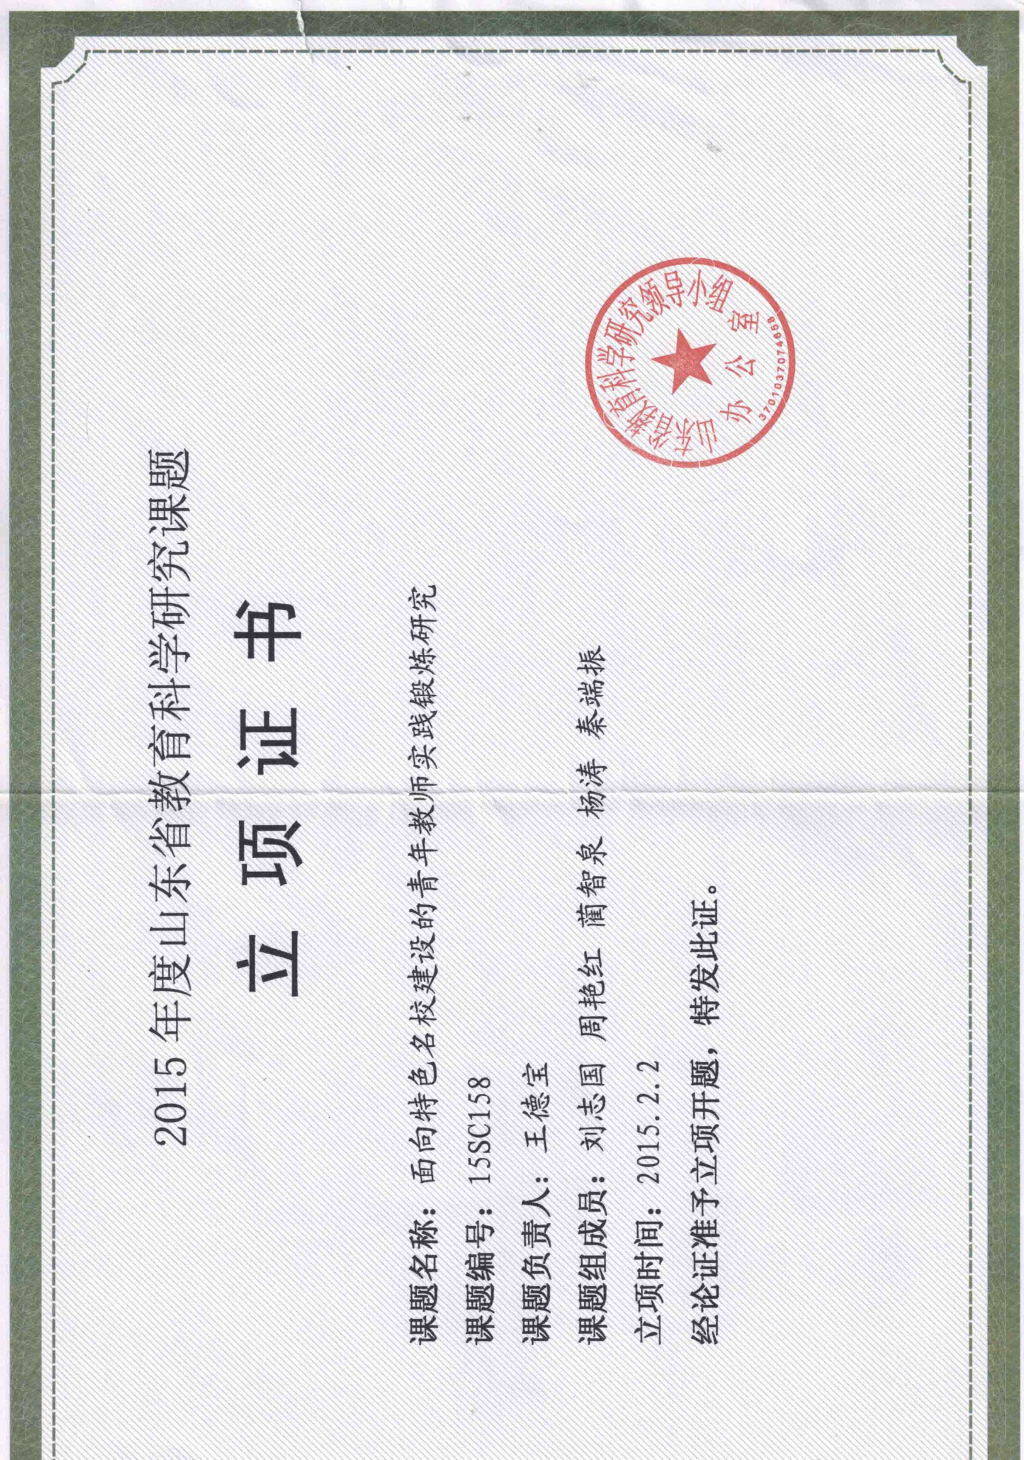 2015 年度山东省教育科学研究课题
立项证书
课题名称：面向特色名校建设的青年教师实践锻炼研究
课题编号：15SC158
课题负责人：王德宝
课题组成员：刘志国 周艳红 蔺智泉 杨涛 秦端振
立项时间：2015.2.2
经论证准予立项开题，特发此证。
山东省教育科学研究领导小组
办公室
3701037074658